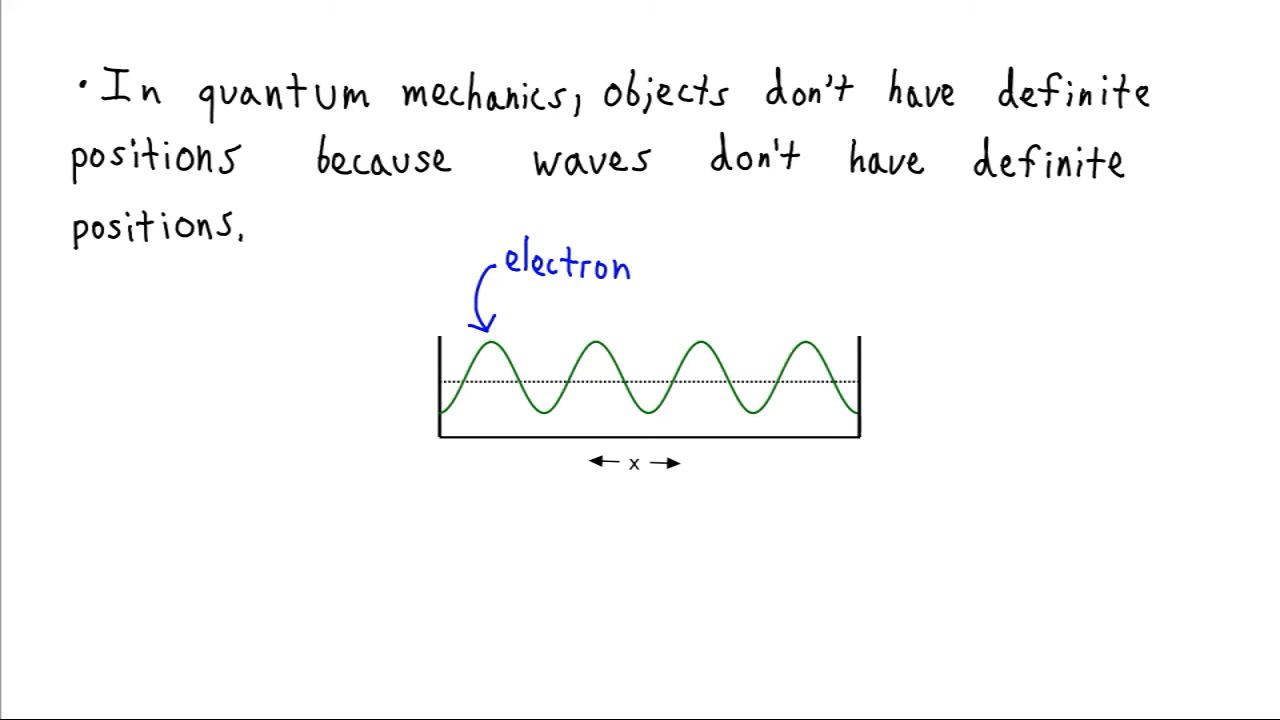 • In quantum mechanics, objects don't have definite
positions because waves don't have definite
positions.
electron
x